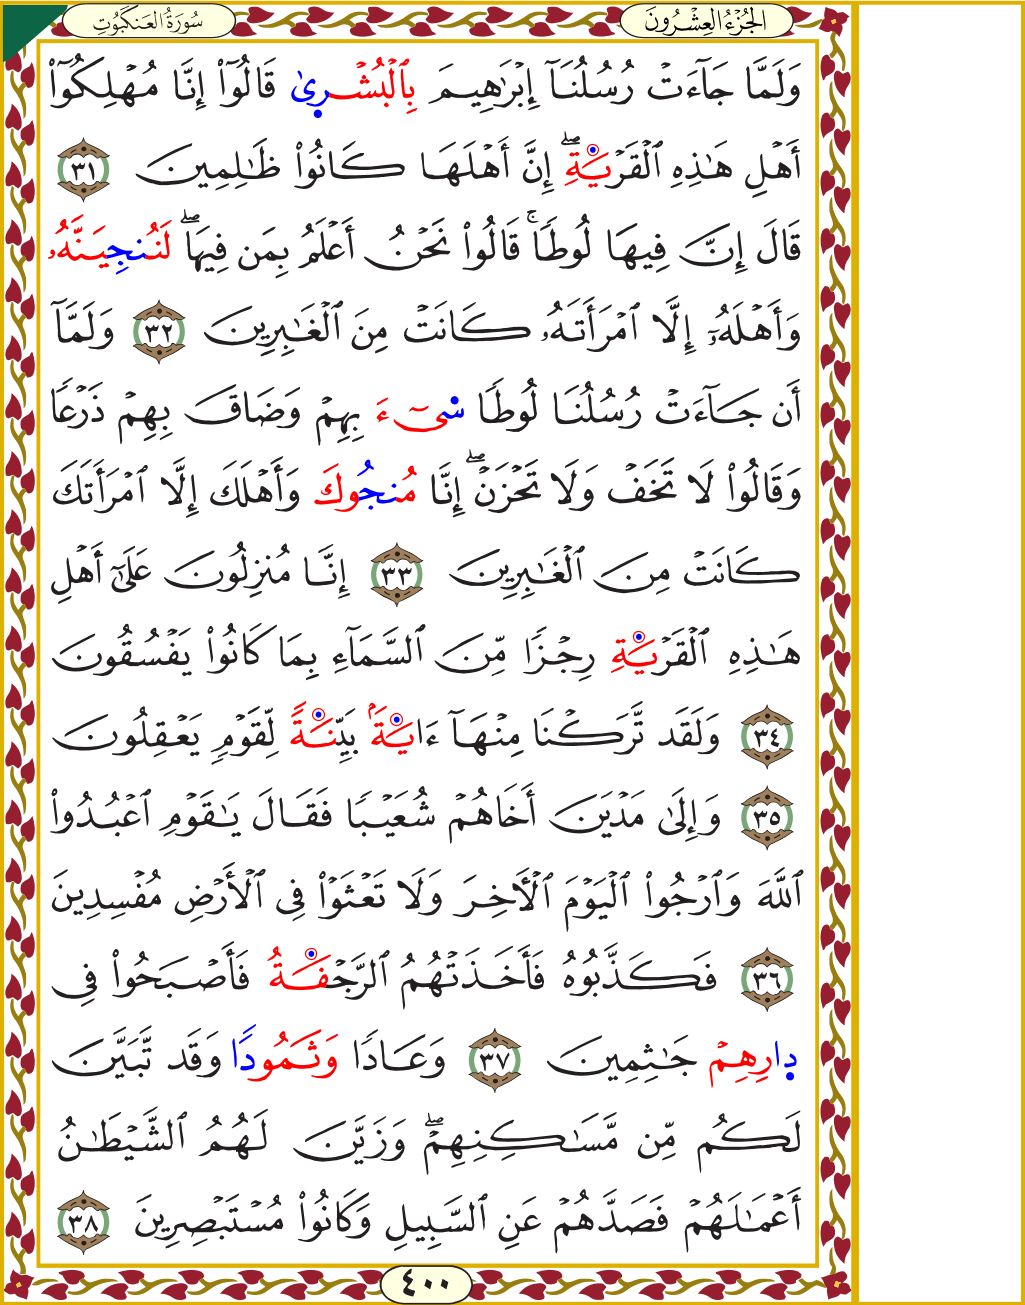 الجُزْءُ العِشْرُونَ
سُورَةُ العَنكَبُوتِ
وَلَمَّا جَآءَتْ رُسُلُنَآ إِبْرَٰهِيمَ بِٱلْبُشْرِىٰ قَالُوٓا۟ إِنَّا مُهْلِكُوٓا۟
أَهْلِ هَٰذِهِ ٱلْقَرْيَةِۖ إِنَّ أَهْلَهَا كَانُوا۟ ظَٰلِمِينَ ٣١
قَالَ إِنَّ فِيهَا لُوطًاۚ قَالُوا۟ نَحْنُ أَعْلَمُ بِمَن فِيهَاۖ لَنُنجِيَنَّهُۥ
وَأَهْلَهُۥٓ إِلَّا ٱمْرَأَتَهُۥ كَانَتْ مِنَ ٱلْغَٰبِرِينَ ٣٢ وَلَمَّآ
أَن جَآءَتْ رُسُلُنَا لُوطًا سِىٓءَ بِهِمْ وَضَاقَ بِهِمْ ذَرْعًا
وَقَالُوا۟ لَا تَخَفْ وَلَا تَحْزَنْۖ إِنَّا مُنجُوكَ وَأَهْلَكَ إِلَّا ٱمْرَأَتَكَ
كَانَتْ مِنَ ٱلْغَٰبِرِينَ ٣٣ إِنَّا مُنزِلُونَ عَلَىٰٓ أَهْلِ
هَٰذِهِ ٱلْقَرْيَةِ رِجْزًا مِّنَ ٱلسَّمَآءِ بِمَا كَانُوا۟ يَفْسُقُونَ
٣٤ وَلَقَد تَّرَكْنَا مِنْهَآ ءَايَةًۢ بَيِّنَةً لِّقَوْمٍ يَعْقِلُونَ
٣٥ وَإِلَىٰ مَدْيَنَ أَخَاهُمْ شُعَيْبًا فَقَالَ يَٰقَوْمِ ٱعْبُدُوا۟
ٱللَّهَ وَٱرْجُوا۟ ٱلْيَوْمَ ٱلْأَخِرَ وَلَا تَعْثَوْا۟ فِى ٱلْأَرْضِ مُفْسِدِينَ
٣٦ فَكَذَّبُوهُ فَأَخَذَتْهُمُ ٱلرَّجْفَةُ فَأَصْبَحُوا۟ فِى
دِارِهِمْ جَٰثِمِينَ ٣٧ وَعَادًا وَثَمُودًا وَقَد تَّبَيَّنَ
لَكُم مِّن مَّسَٰكِنِهِمْۖ وَزَيَّنَ لَهُمُ ٱلشَّيْطَٰنُ
أَعْمَٰلَهُمْ فَصَدَّهُمْ عَنِ ٱلسَّبِيلِ وَكَانُوا۟ مُسْتَبْصِرِينَ ٣٨
٤٠٠